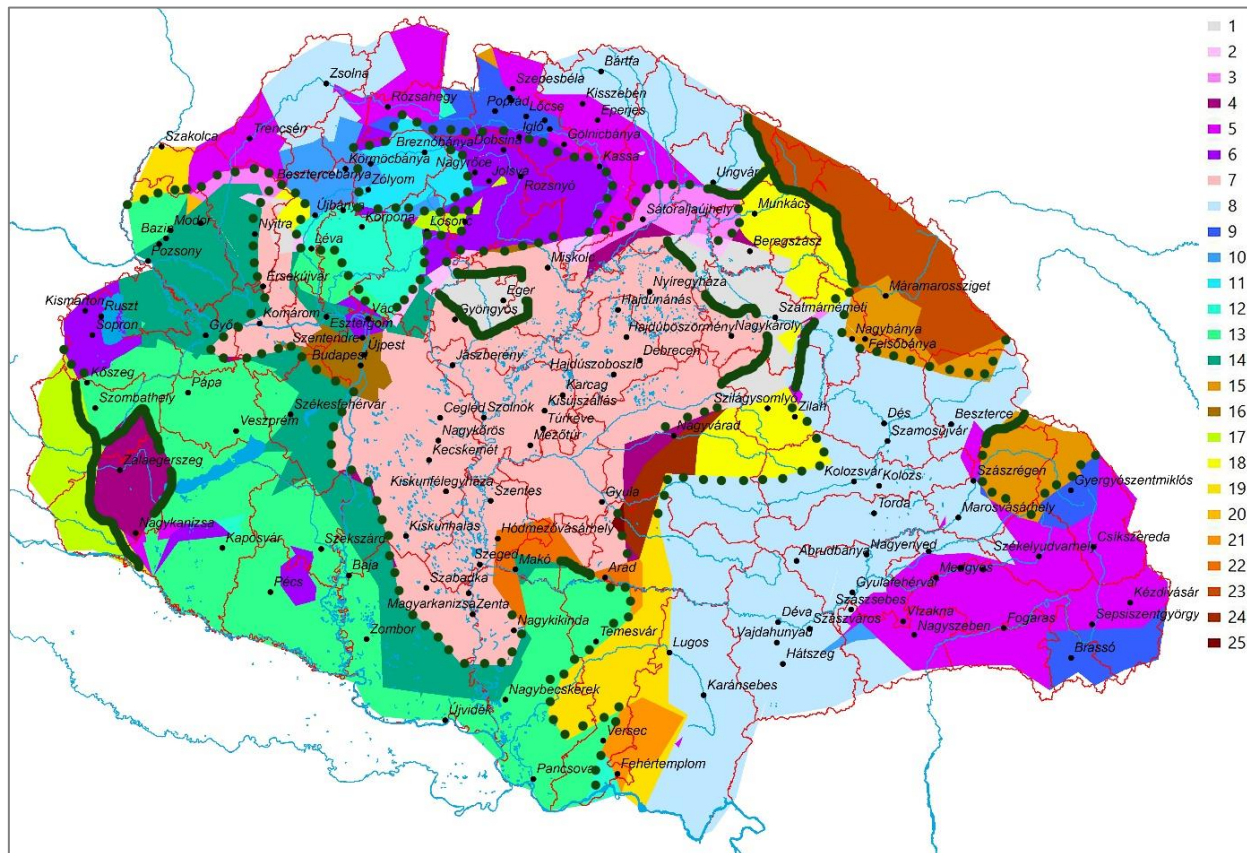 1
2
3
4
5
6
7
8
9
10
11
12
13
14
15
16
17
18
19
20
21
22
23
24
25
Zsolna
Bártfa
Szepesbéla
Rózsahegy
Poprád
Kisszeben
Lőcse
Eperjes
Trencsén
Igló
Szakolca
Breznóbánya
Dobsina
Gölnicbánya
Körmöcbánya
Nagyrőce
Kassa
Besztercebánya
Jolsva
Rozsnyó
Zólyom
Ungvár
Újbánya
Munkács
Modor
Korpona
Losonc
Sátoraljaújhely
Bazin
Nyitra
Pozsony
Léva
Beregszász
Miskolc
Érsekújvár
Eger
Nyíregyháza
Máramarossziget
Kismarton
Ruszt
Vác
Hajdúnánás
Szatmárnémeti
Sopron
Győr
Komárom
Esztergom
Gyöngyös
Hajdúböszörmény
Nagykároly
Nagybánya
Szentendre
Újpest
Felsőbánya
Budapest
Jászberény
Debrecen
Kőszeg
Hajdúszoboszló
Pápa
Karcag
Szombathely
Szilágysomlyó
Székesfehérvár
Cegléd
Szolnok
Kisújszállás
Zilah
Dés
Beszterce
Veszprém
Túrkeve
Nagykőrös
Mezőtúr
Nagyvárad
Szamosújvár
Kecskemét
Zalaegerszeg
Kolozsvár
Kolozs
Szászrégen
Kiskunfélegyháza
Gyergyószentmiklós
Szentes
Gyula
Torda
Nagykanizsa
Marosvásárhely
Kiskunhalas
Hódmezővásárhely
Kaposvár
Szekszárd
Székelyudvarhely
Csíkszereda
Szeged
Makó
Abrudbánya
Nagyenyed
Baja
Arad
Medgyes
Pécs
Szabadka
Gyulafehérvár
Kézdivásár
Magyarkanizsa
Zenta
Szászsebes
Déva
Szászváros
Vízakna
Sepsiszentgyörgy
Zombor
Nagykikinda
Fogaras
Temesvár
Vajdahunyad
Nagyszeben
Lugos
Hátszeg
Brassó
Nagybecskerek
Karánsebes
Újvidék
Versec
Pancsova
Fehértemplom